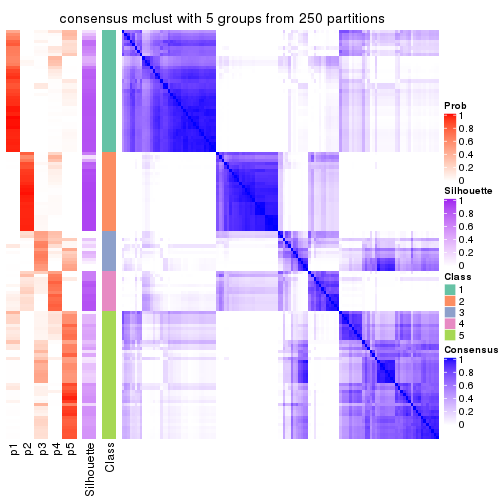 consensus mclust with 5 groups from 250 partitions
Prob
1
0.8
0.6
0.4
0.2
0
Silhouette
1
0.8
0.6
0.4
0.2
0
Class
1
2
3
4
5
Consensus
1
0.8
0.6
0.4
0.2
0
p1
p2
p3
p4
p5
Silhouette
Class